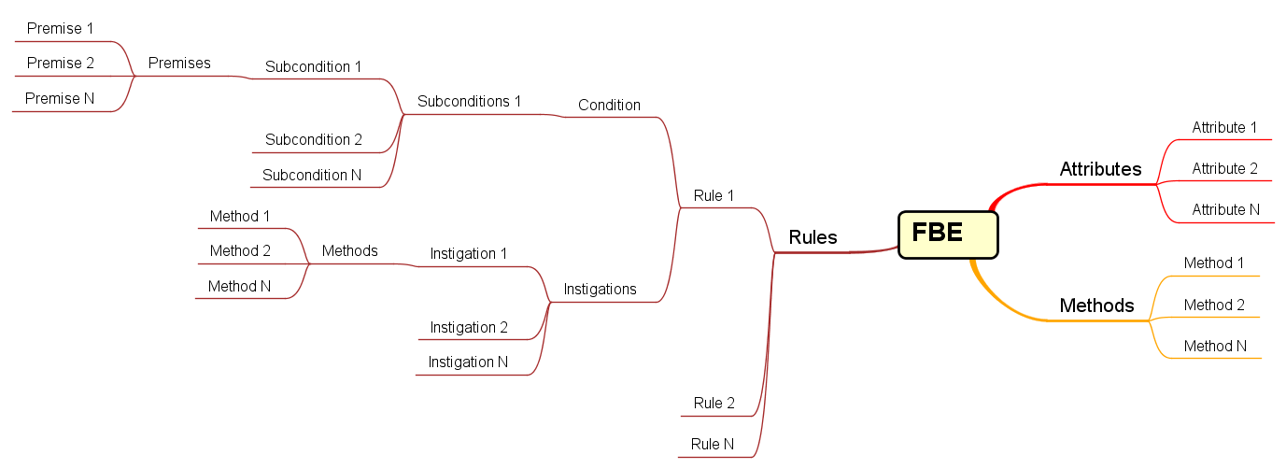 FBE
Attributes
Attribute 1
Attribute 2
Attribute N
Methods
Method 1
Method 2
Method N
Rules
Rule 1
Condition
Subconditions 1
Subcondition 1
Premises
Premise 1
Premise 2
Premise N
Subcondition 2
Subcondition N
Instigations
Instigation 1
Methods
Method 1
Method 2
Method N
Instigation 2
Instigation N
Rule 2
Rule N